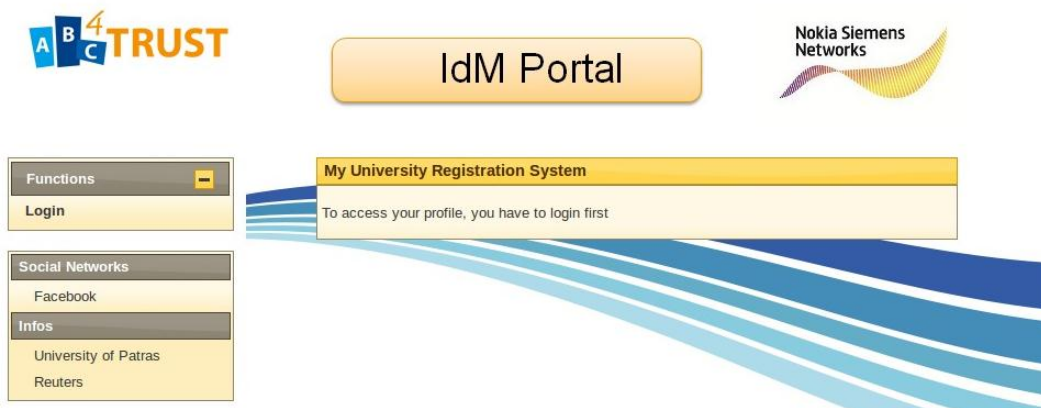 ABC4TRUST
IdM Portal
Nokia Siemens
Networks
Functions
Login
My University Registration System
To access your profile, you have to login first
Social Networks
Facebook
Infos
University of Patras
Reuters